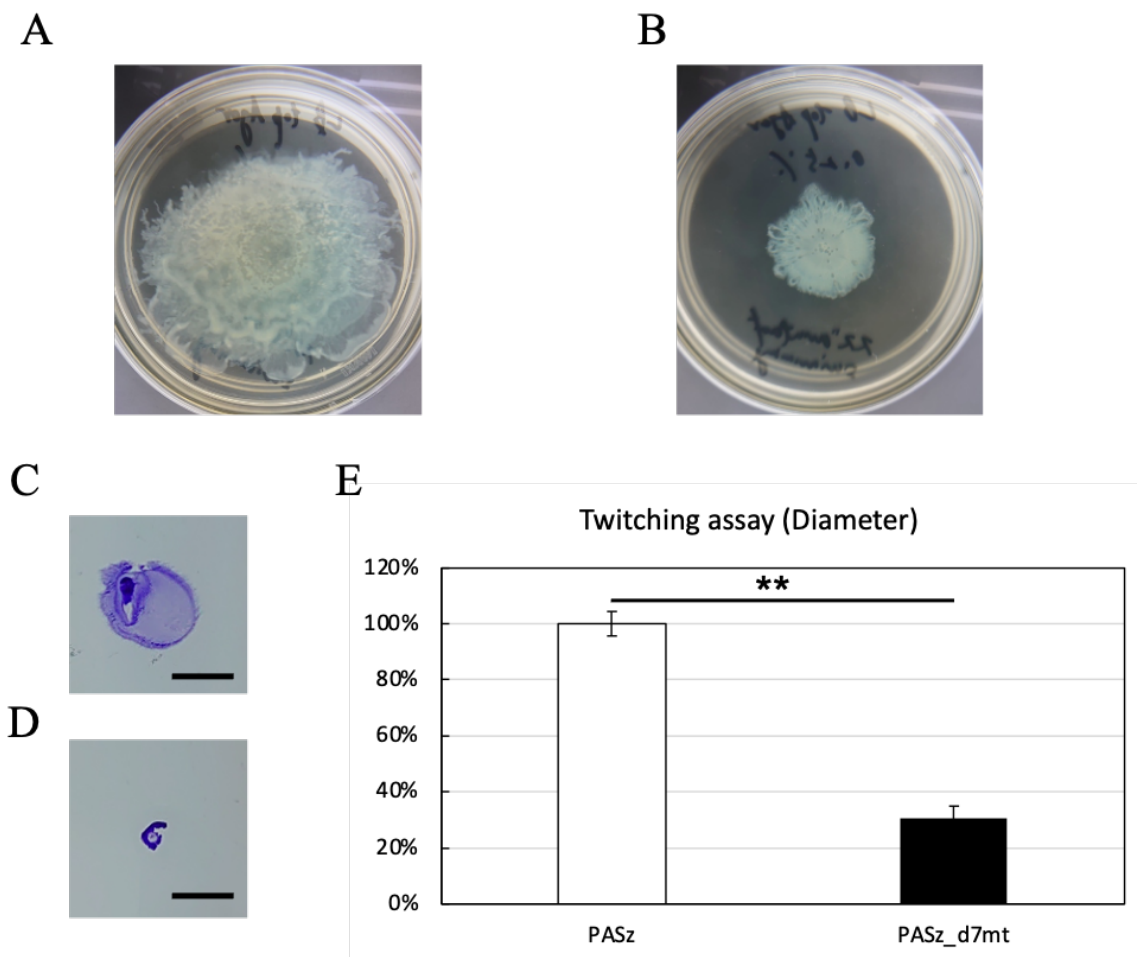 A
B
C
D
E
Twitching assay (Diameter)
120%
**
100%
80%
60%
40%
20%
0%
PASz
PASz_d7mt